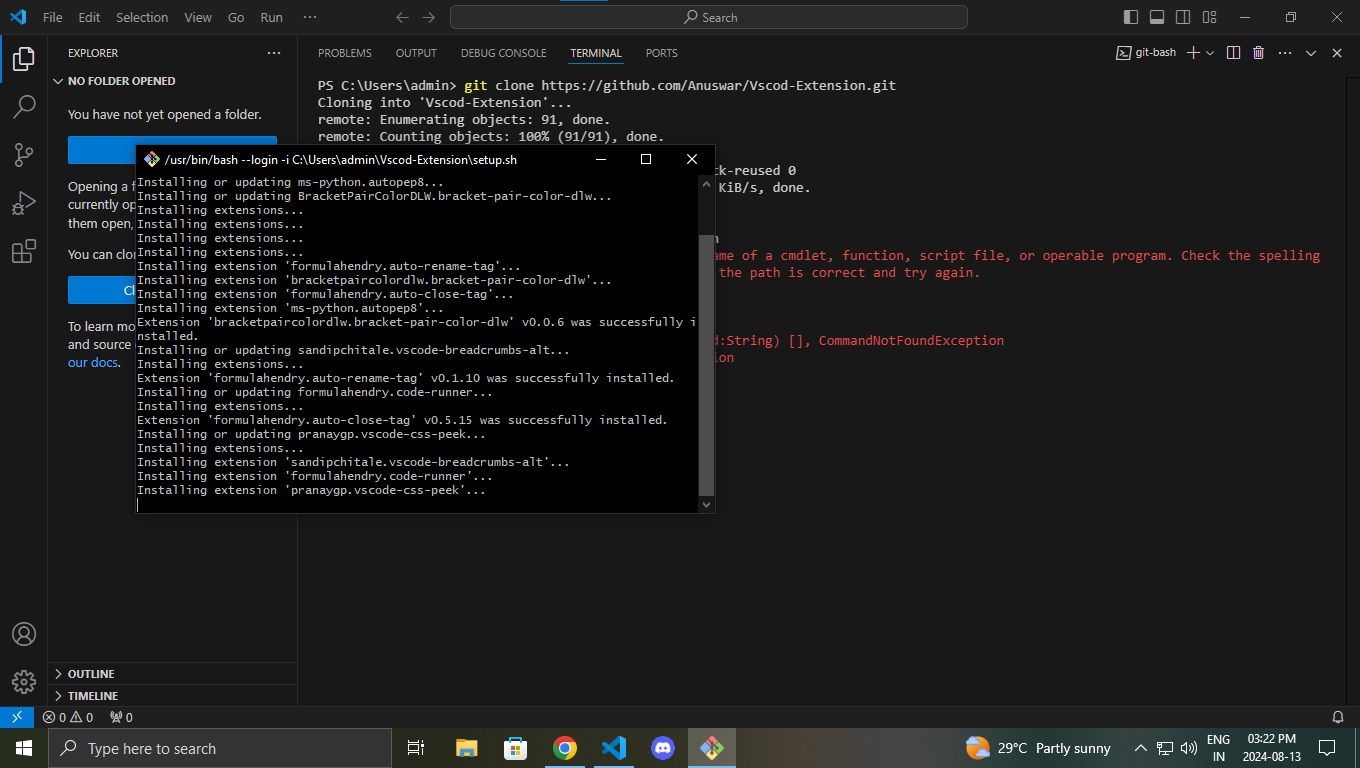 File Edit Selection View Go Run ···
Search
EXPLORER
NO FOLDER OPENED
You have not yet opened a folder.
Opening a f
currently op
them open,
You can clo
Cl
To learn mo
and source
our docs.
OUTLINE
TIMELINE
PROBLEMS OUTPUT DEBUG CONSOLE TERMINAL PORTS
git-bash
PS C:\Users\admin> git clone https://github.com/Anuswar/Vscod-Extension.git
Cloning into 'Vscod-Extension'...
remote: Enumerating objects: 91, done.
remote: Counting objects: 100% (91/91), done.
ck-reused 0
KiB/s, done.
n
ame of a cmdlet, function, script file, or operable program. Check the spelling
the path is correct and try again.
d:String) [], CommandNotFoundException
ion
/usr/bin/bash --login -i C:\Users\admin\Vscod-Extension\setup.sh
Installing or updating ms-python.autopep8...
Installing or updating BracketPairColorDLW.bracket-pair-color-dlw...
Installing extensions...
Installing extensions...
Installing extensions...
Installing extensions...
Installing extension 'formulahendry.auto-rename-tag'...
Installing extension 'bracketpaircolordlw.bracket-pair-color-dlw'...
Installing extension 'formulahendry.auto-close-tag'...
Installing extension 'ms-python.autopep8'...
Extension 'bracketpaircolordlw.bracket-pair-color-dlw' v0.0.6 was successfully i
nstalled.
Installing or updating sandipchitale.vscode-breadcrumbs-alt...
Installing extensions...
Extension 'formulahendry.auto-rename-tag' v0.1.10 was successfully installed.
Installing or updating formulahendry.code-runner...
Installing extensions...
Extension 'formulahendry.auto-close-tag' v0.5.15 was successfully installed.
Installing or updating pranaygp.vscode-css-peek...
Installing extensions...
Installing extension 'sandipchitale.vscode-breadcrumbs-alt'...
Installing extension 'formulahendry.code-runner'...
Installing extension 'pranaygp.vscode-css-peek'...
0 0 0
Type here to search
29°C Partly sunny
ENG
IN
03:22 PM
2024-08-13